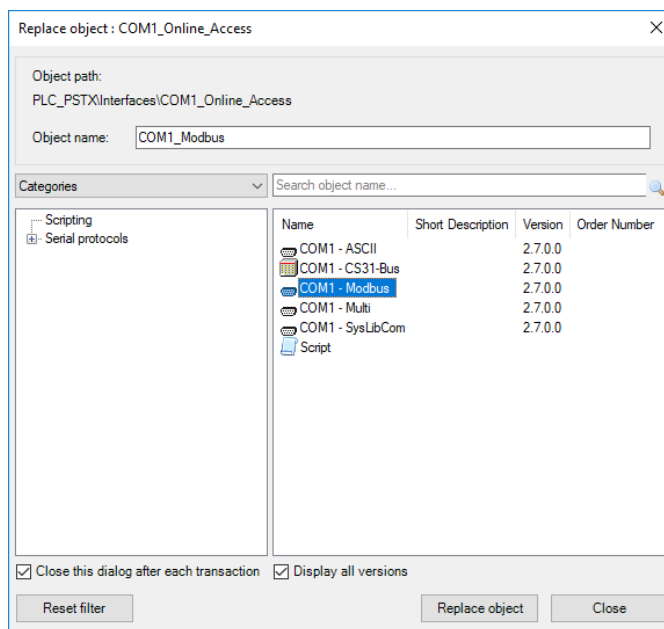 Replace object : COM1_Online_Access
Object path:
PLC_PSTX\Interfaces\COM1_Online_Access
Object name: COM1_Modbus
Categories
Search object name...
Scripting
Serial protocols
Name Short Description Version Order Number
COM1 - ASCII 2.7.0.0
COM1 - CS31-Bus 2.7.0.0
COM1 - Modbus 2.7.0.0
COM1 - Multi 2.7.0.0
COM1 - SysLibCom 2.7.0.0
Script
Close this dialog after each transaction Display all versions
Reset filter Replace object Close